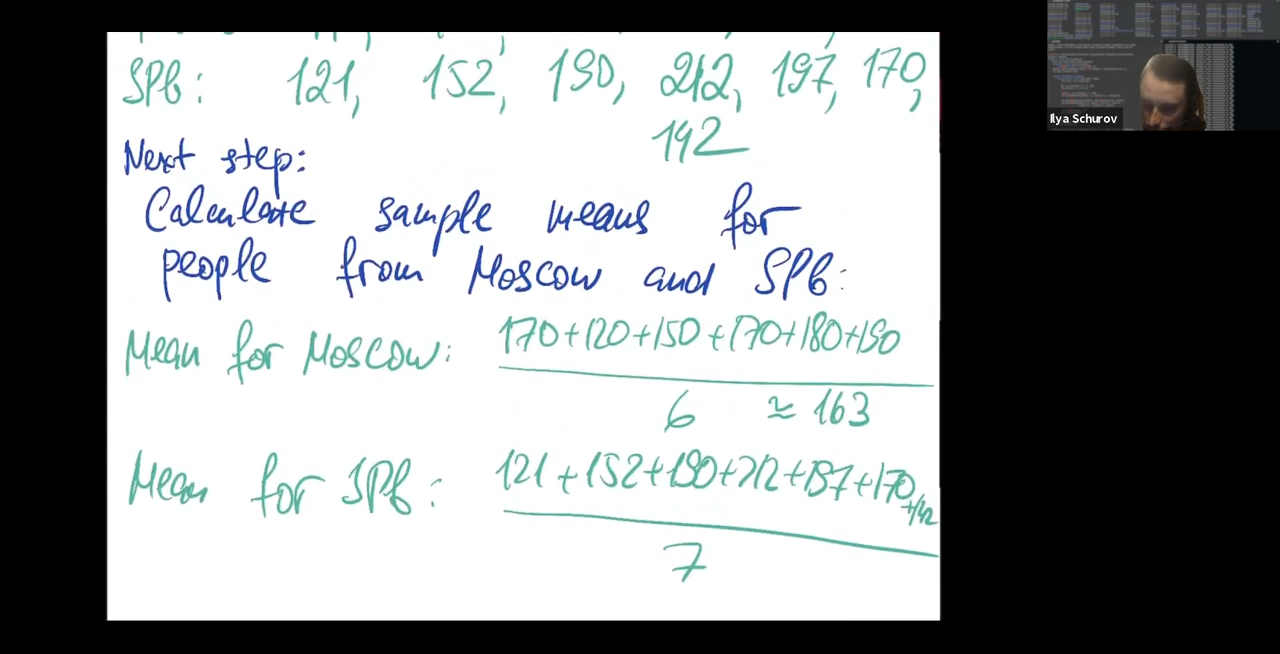 SPb: 121, 152, 190, 212, 197, 170,
142
Next step:
Calculate sample means for
people from Moscow and SPb:
Mean for Moscow: 170+120+150+170+180+190
6 ≈ 163
Mean for SPb: 121+152+190+212+197+170
+142
7
Ilya Schurov